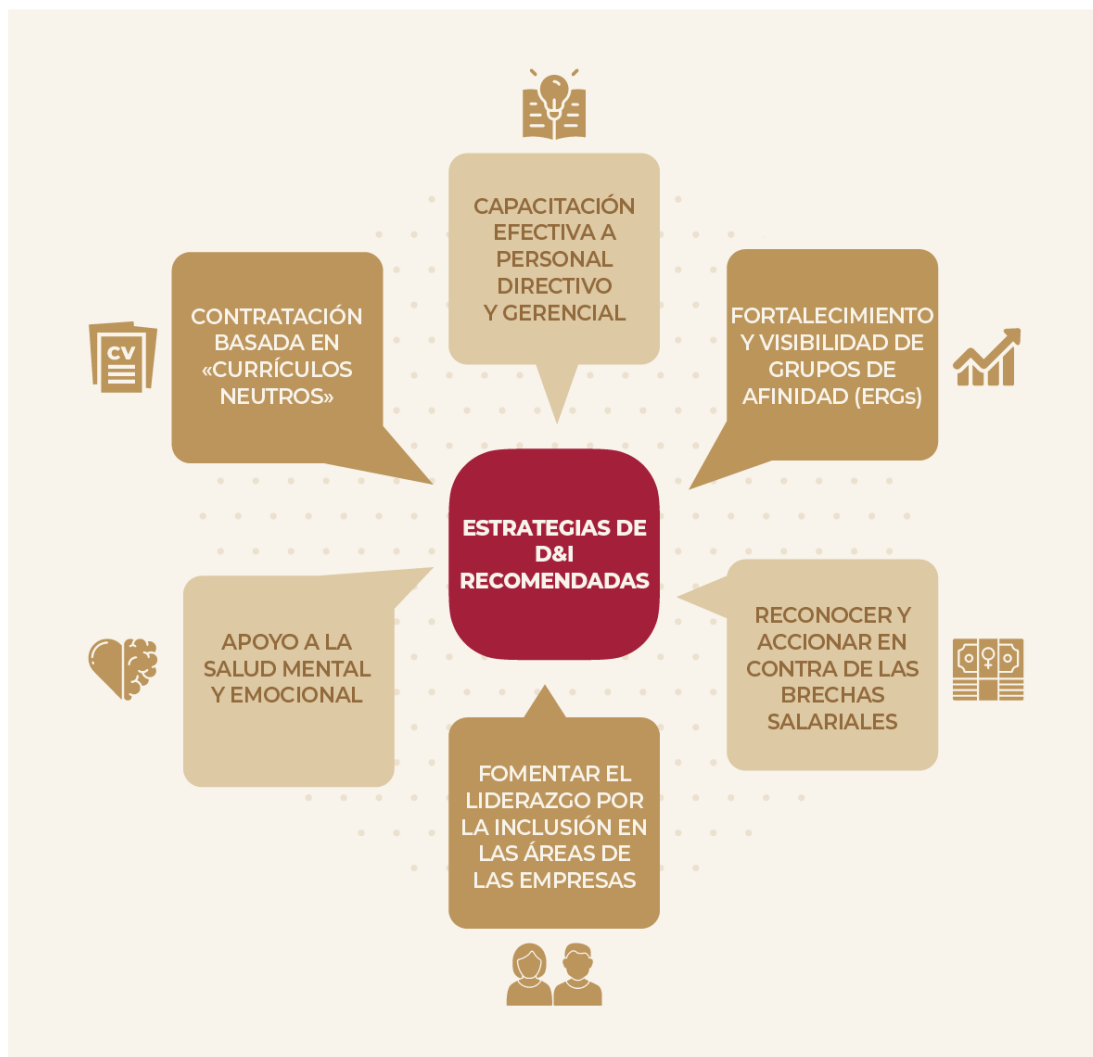 CAPACITACIÓN
EFECTIVA A
PERSONAL
DIRECTIVO
Y GERENCIAL
CONTRATACIÓN
BASADA EN
«CURRÍCULOS
NEUTROS»
CV
FORTALECIMIENTO
Y VISIBILIDAD DE
GRUPOS DE
AFINIDAD (ERGs)
ESTRATEGIAS DE
D&I
RECOMENDADAS
APOYO A LA
SALUD MENTAL
Y EMOCIONAL
RECONOCER Y
ACCIONAR EN
CONTRA DE LAS
BRECHAS
SALARIALES
FOMENTAR EL
LIDERAZGO POR
LA INCLUSIÓN EN
LAS ÁREAS DE
LAS EMPRESAS